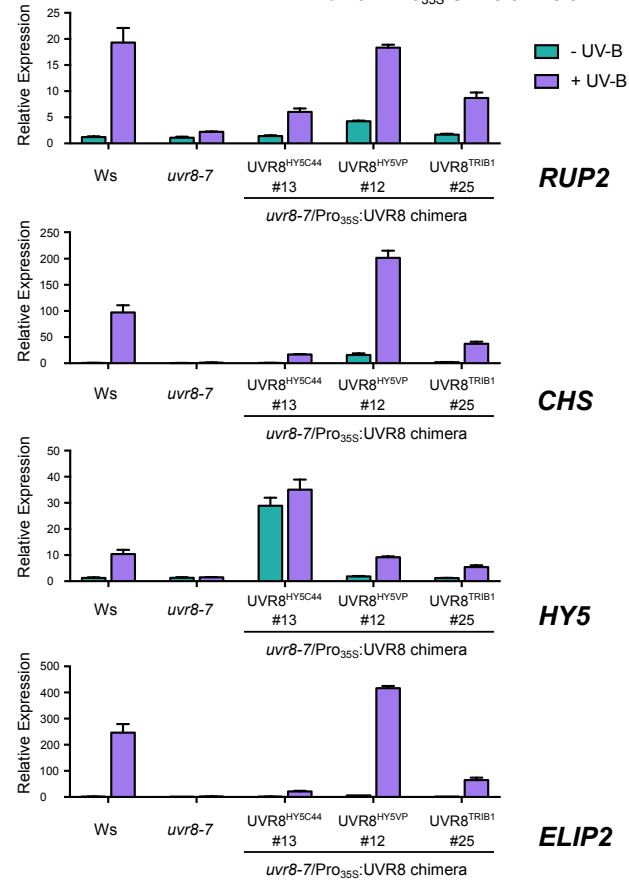 Pro35S
- UV-B
+ UV-B
Relative Expression
25
20
15
10
5
0
Ws uvr8-7 UVR8HY5C44 #13 UVR8HY5VP #12 UVR8TRIB1 #25
uvr8-7/Pro35S:UVR8 chimera
RUP2
Relative Expression
250
200
150
100
50
0
Ws uvr8-7 UVR8HY5C44 #13 UVR8HY5VP #12 UVR8TRIB1 #25
uvr8-7/Pro35S:UVR8 chimera
CHS
Relative Expression
50
40
30
20
10
0
Ws uvr8-7 UVR8HY5C44 #13 UVR8HY5VP #12 UVR8TRIB1 #25
uvr8-7/Pro35S:UVR8 chimera
HY5
Relative Expression
500
400
300
200
100
0
Ws uvr8-7 UVR8HY5C44 #13 UVR8HY5VP #12 UVR8TRIB1 #25
uvr8-7/Pro35S:UVR8 chimera
ELIP2